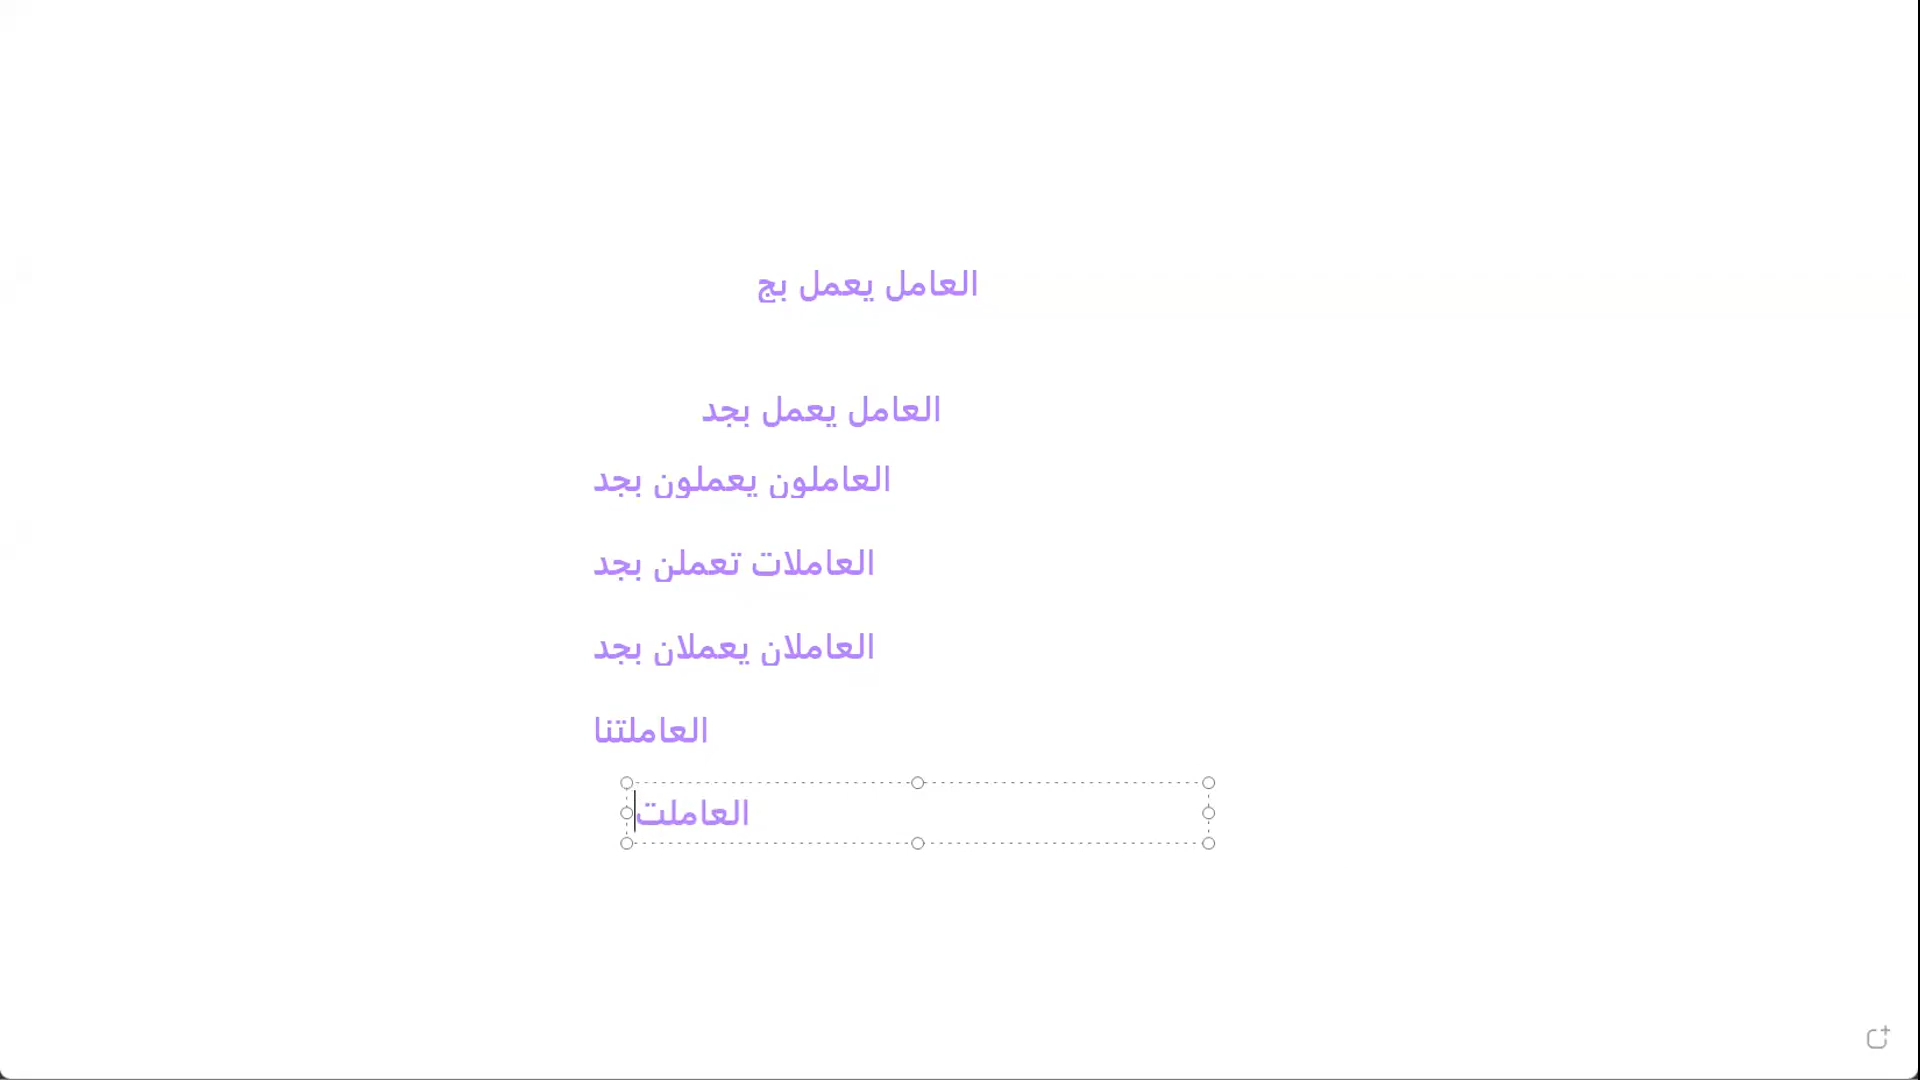 العامل يعمل بج
العامل يعمل بجد
العاملون يعملون بجد
العاملات تعملن بجد
العاملان يعملان بجد
العاملتنا
العاملت